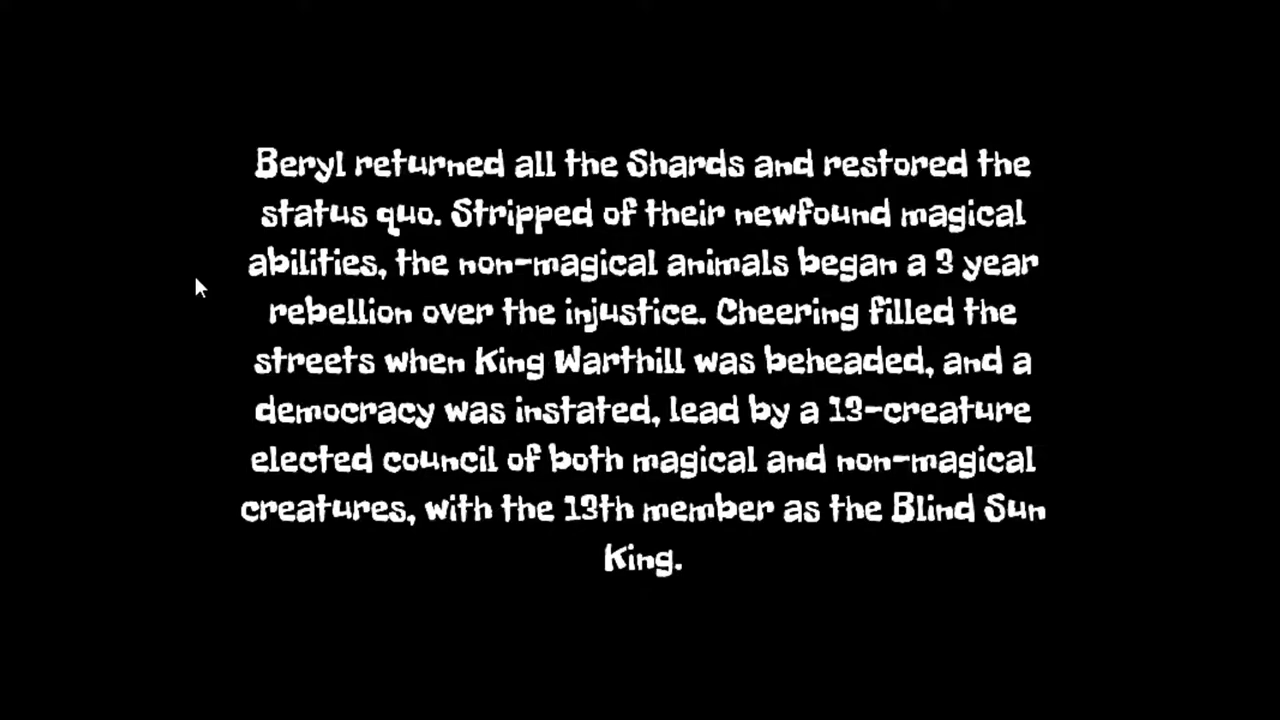 Beryl returned all the Shards and restored the
status quo. Stripped of their newfound magical
abilities, the non-magical animals began a 3 year
rebellion over the injustice. Cheering filled the
streets when King Warthill was beheaded, and a
democracy was instated, lead by a 13-creature
elected council of both magical and non-magical
creatures, with the 13th member as the Blind Sun
King.